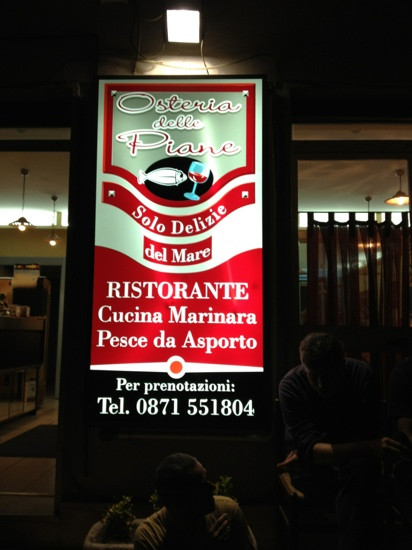 Osteria
delle
Piane
Solo Delizie
del Mare
RISTORANTE
Cucina Marinara
Pesce da Asporto
Per prenotazioni:
Tel. 0871 551804